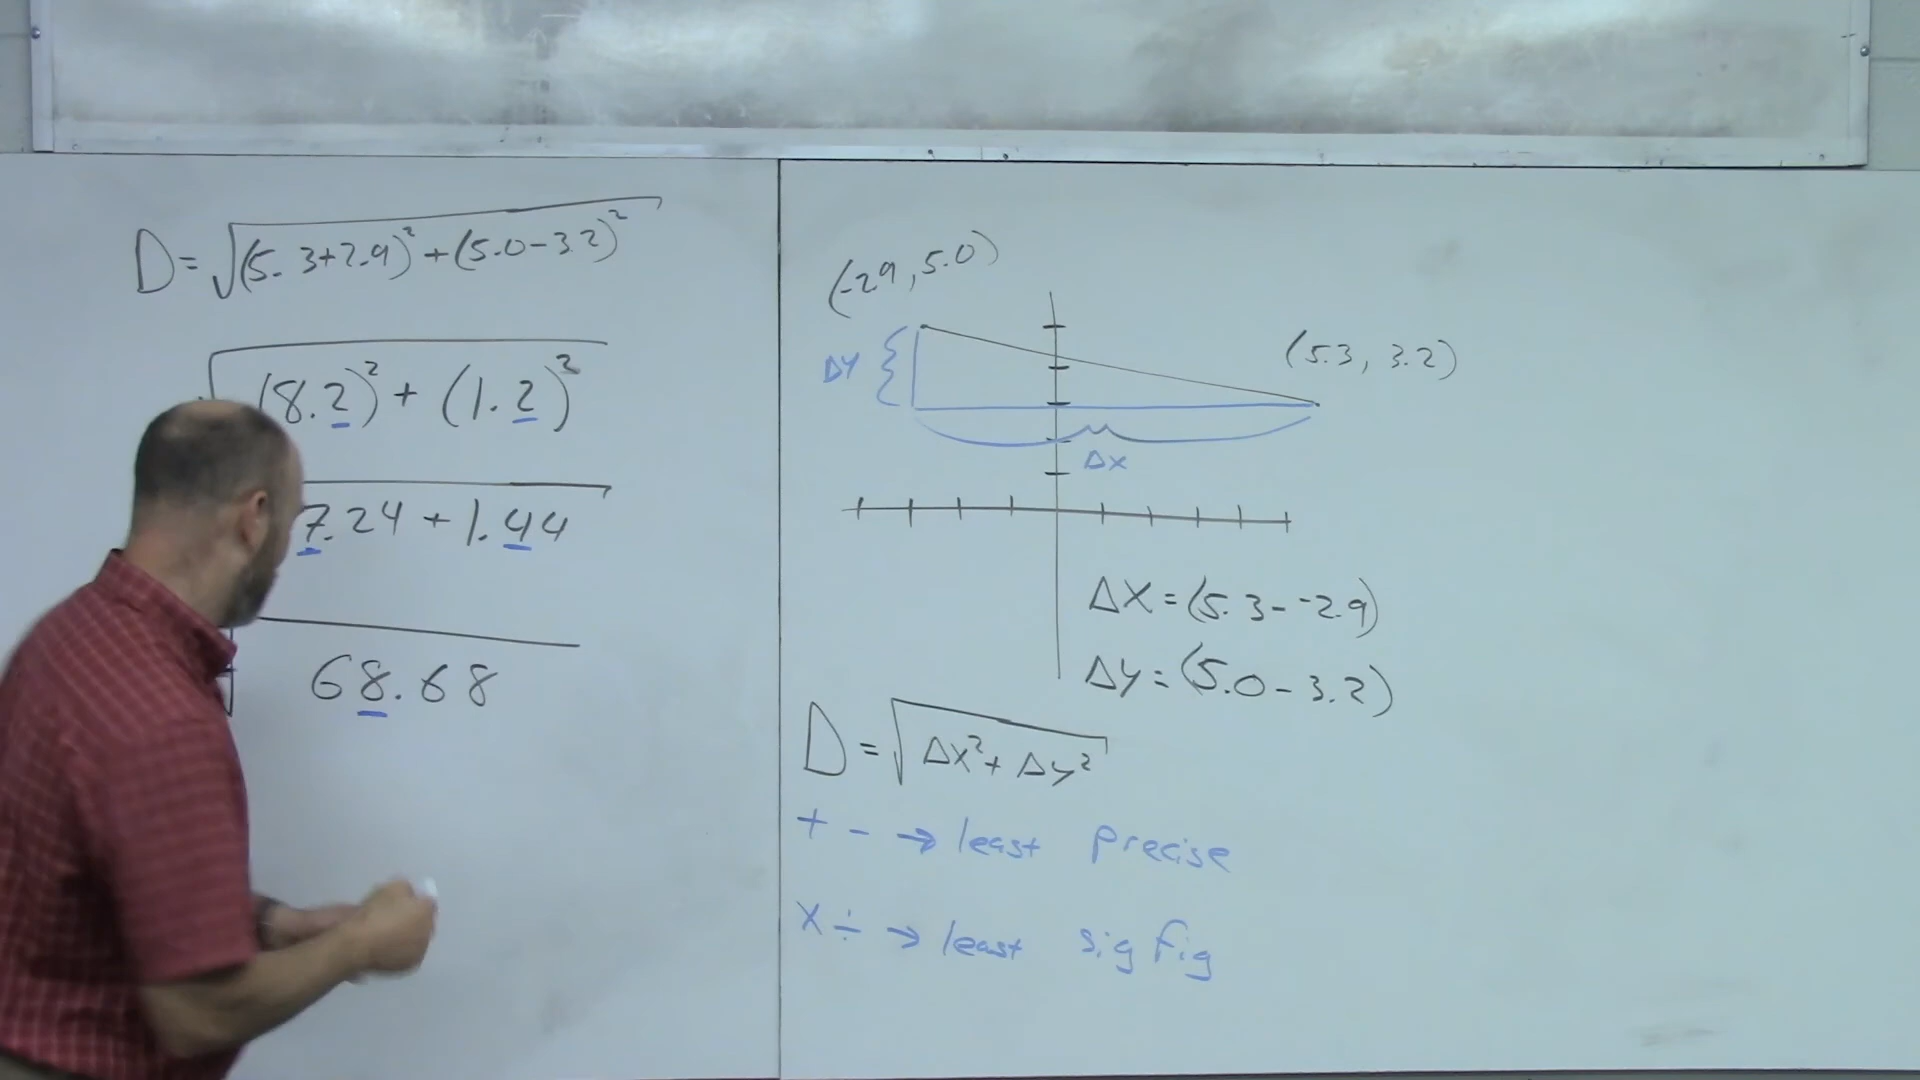 D=√(5.3+2.9)²+(5.0-3.2)²
(8.2)²+(1.2)²
7.24+1.44
68.68
(-2.9,5.0)
(5.3, 3.2)
ΔY
Δx
ΔX=(5.3--2.9)
Δy=(5.0-3.2)
D=√Δx²+Δy²
+ - → least precise
x ÷ → least sig fig